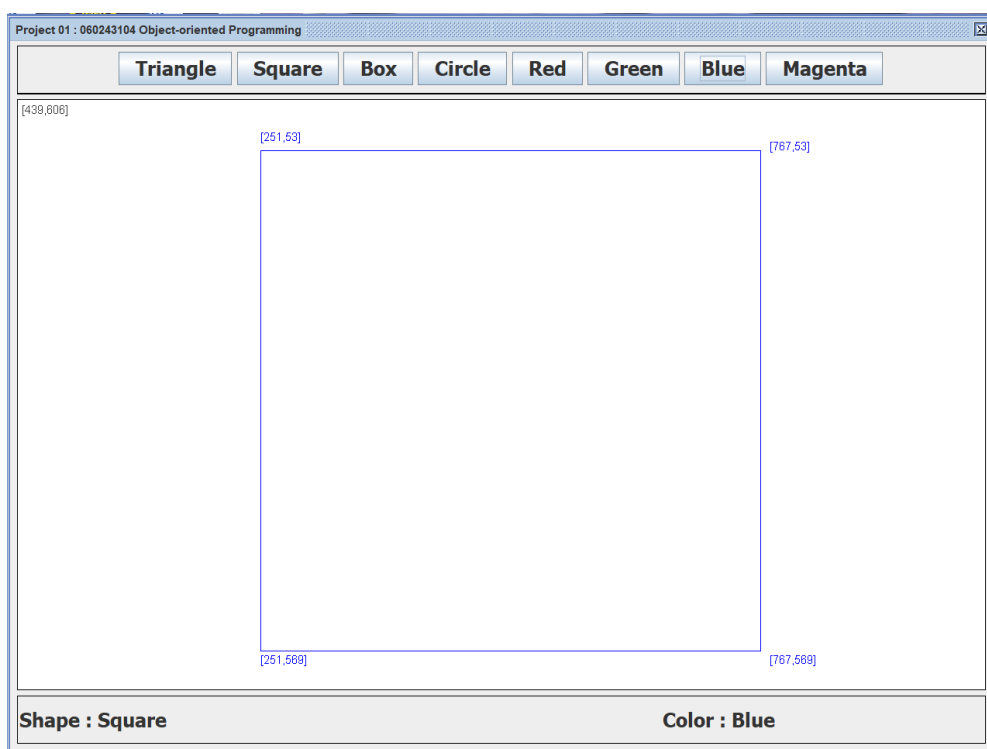 Project 01 : 060243104 Object-oriented Programming
Triangle Square Box Circle Red Green Blue Magenta
[439,606]
[251,53]
[767,53]
[251,569]
[767,569]
Shape : Square
Color : Blue